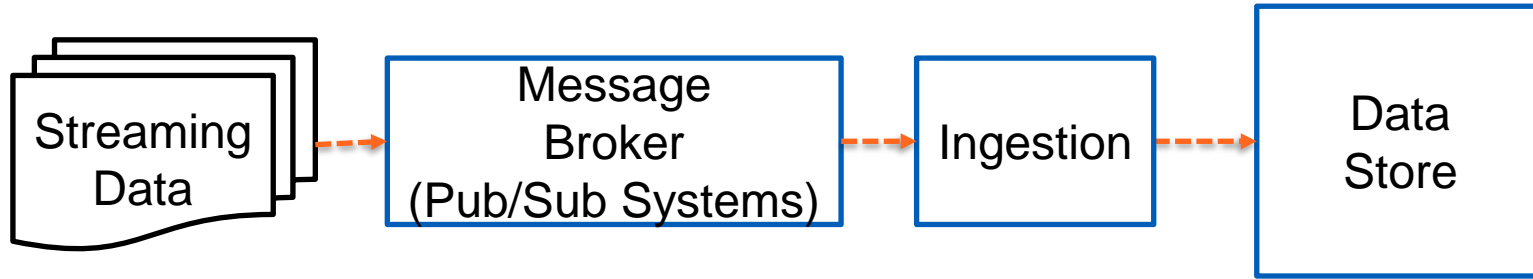 Streaming
Data
Message
Broker
(Pub/Sub Systems)
Ingestion
Data
Store